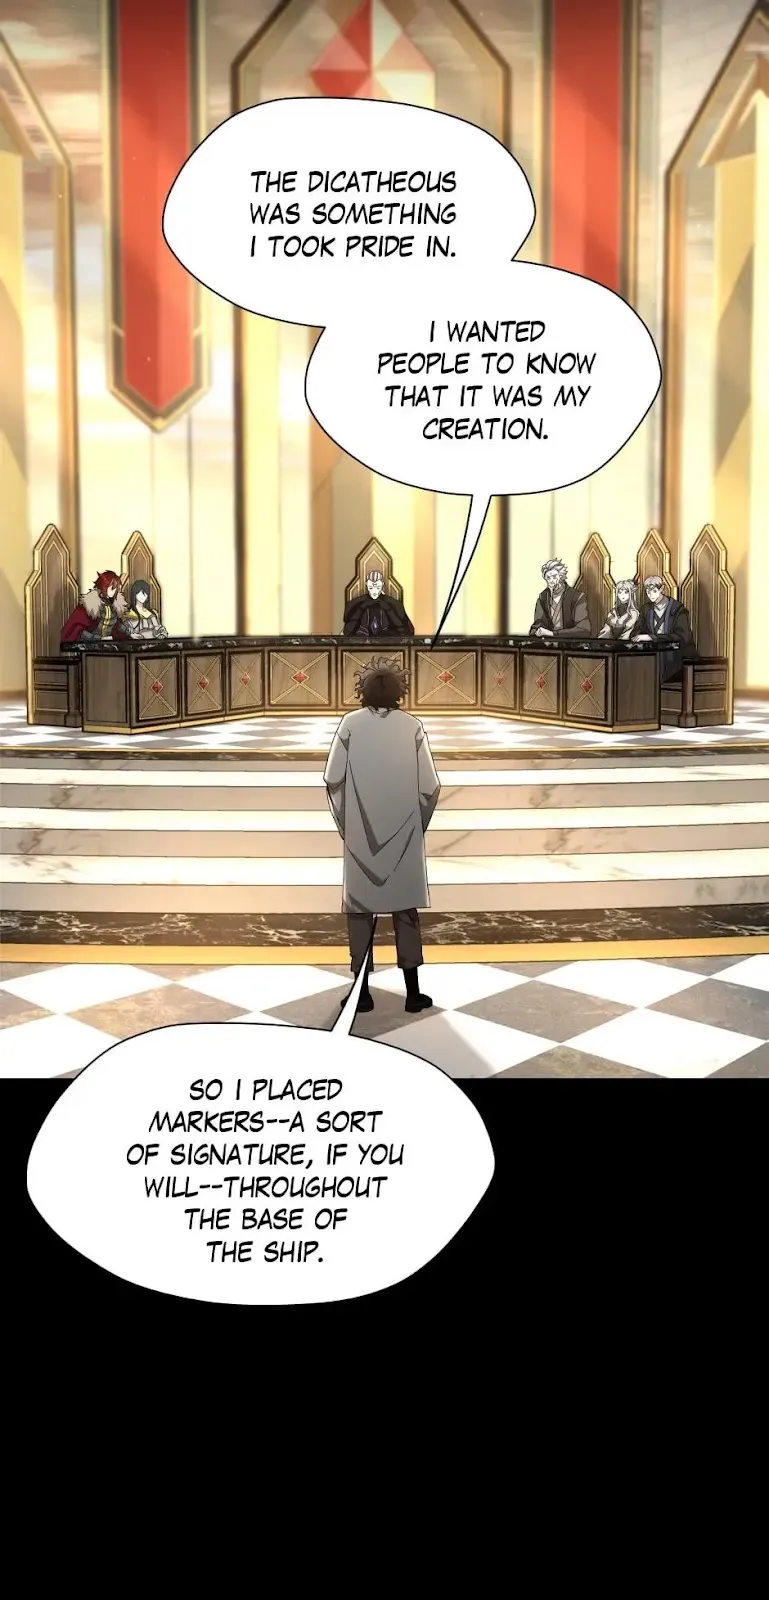 THE DICATHEOUS
WAS SOMETHING
I TOOK PRIDE IN.
I WANTED
PEOPLE TO KNOW
THAT IT WAS MY
CREATION.
SO I PLACED
MARKERS--A SORT
OF SIGNATURE, IF YOU
WILL--THROUGHOUT
THE BASE OF
THE SHIP.